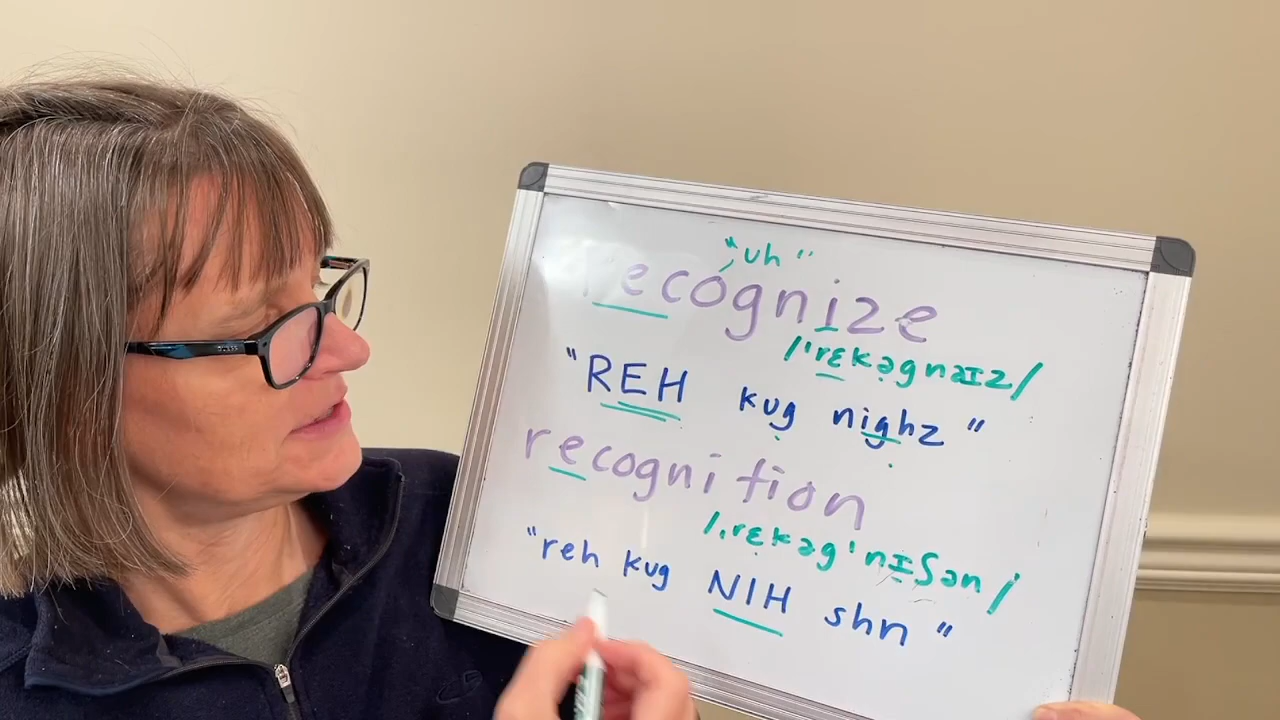 "uh"
recognize
/ˈrɛkəgnaɪz/
"REH kug nighz"
recognition
/ˌrɛkəgˈnɪʃən/
"reh kug NIH shn"